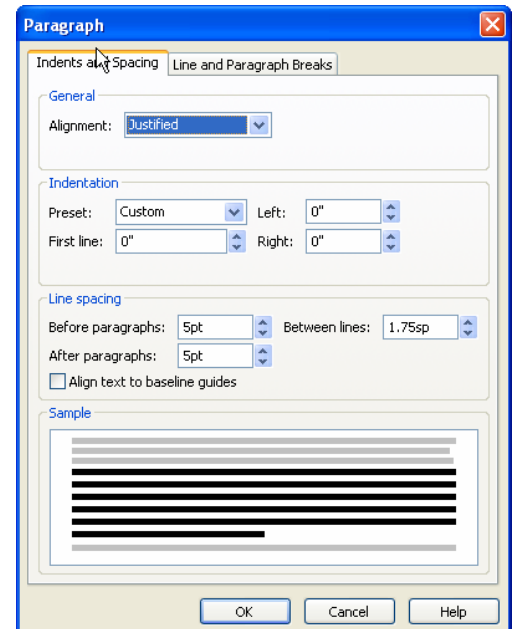 Paragraph
Indents and Spacing Line and Paragraph Breaks
General
Alignment: Justified
Indentation
Preset: Custom Left: 0"
First line: 0" Right: 0"
Line spacing
Before paragraphs: 5pt Between lines: 1.75sp
After paragraphs: 5pt
Align text to baseline guides
Sample
OK Cancel Help